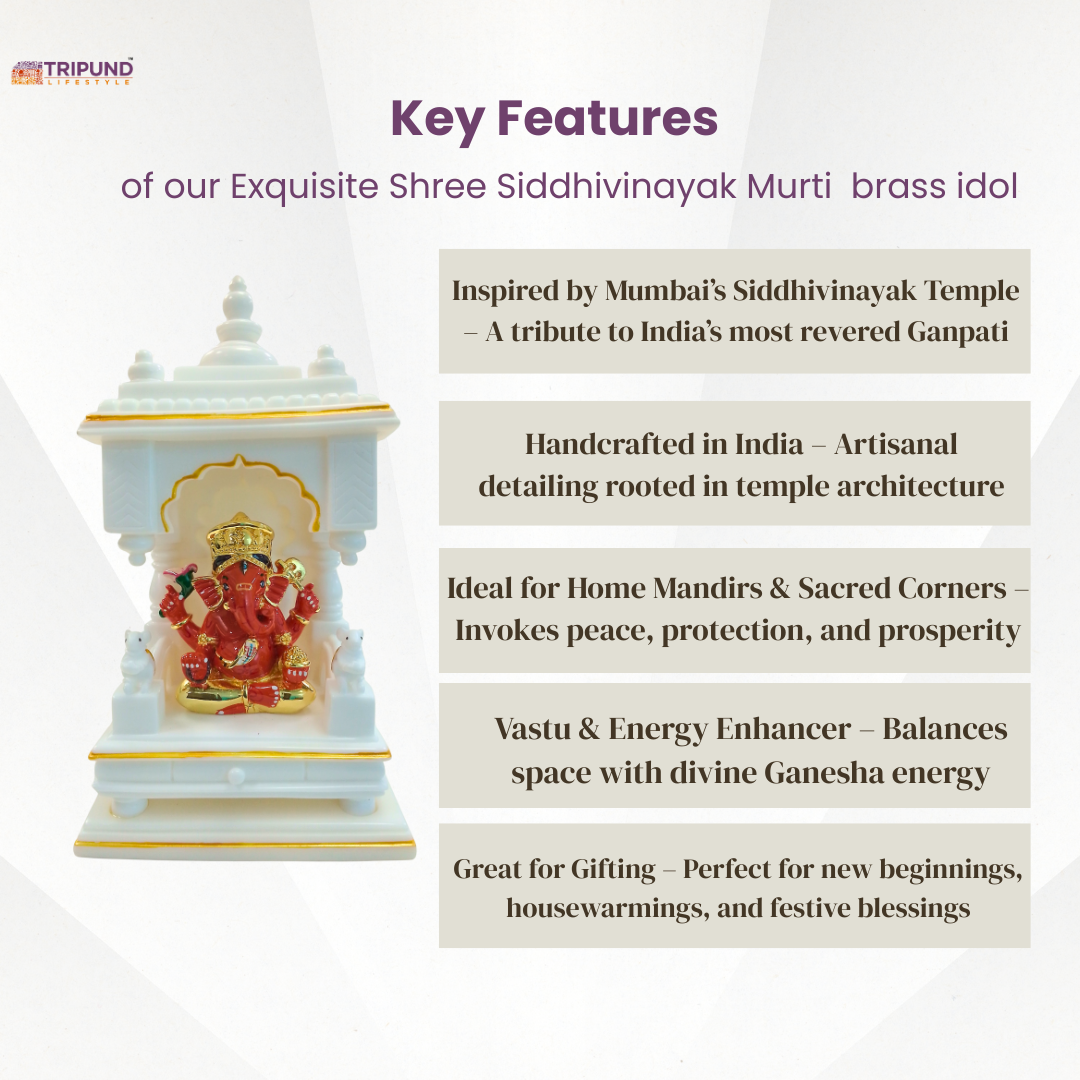 TRIPUND™
LIFESTYLE
Key Features
of our Exquisite Shree Siddhivinayak Murti brass idol
Inspired by Mumbai’s Siddhivinayak Temple
– A tribute to India’s most revered Ganpati
Handcrafted in India – Artisanal
detailing rooted in temple architecture
Ideal for Home Mandirs & Sacred Corners –
Invokes peace, protection, and prosperity
Vastu & Energy Enhancer – Balances
space with divine Ganesha energy
Great for Gifting – Perfect for new beginnings,
housewarmings, and festive blessings